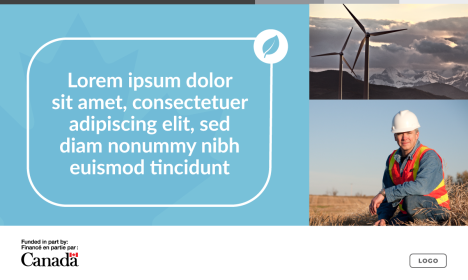 Lorem ipsum dolor
sit amet, consectetuer
adipiscing elit, sed
diam nonummy nibh
euismod tincidunt
Funded in part by:
Financé en partie par :
Canada
LOGO